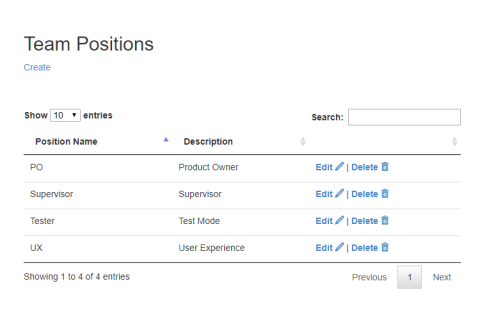 Team Positions
Create
Show 10 entries Search:
Position Name Description
PO Product Owner Edit | Delete
Supervisor Supervisor Edit | Delete
Tester Test Mode Edit | Delete
UX User Experience Edit | Delete
Showing 1 to 4 of 4 entries Previous 1 Next